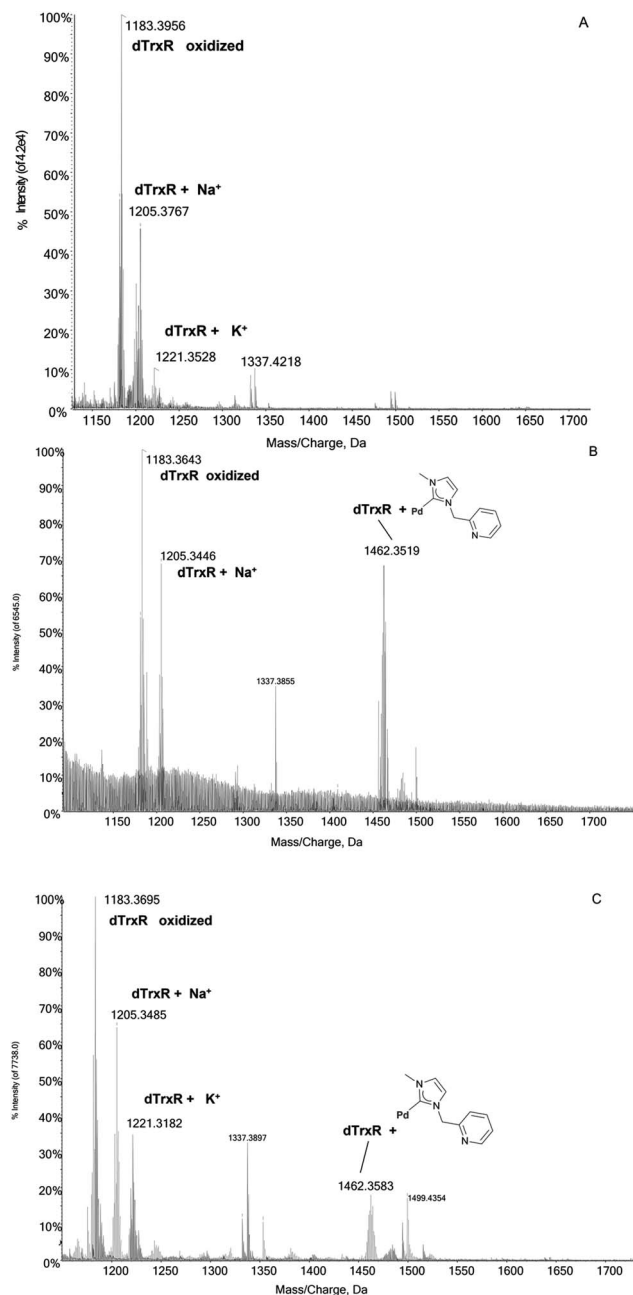 A
100%
90%
80%
70%
60%
50%
40%
30%
20%
10%
0%
% Intensity (of 4.2e4)
1183.3956
dTrxR oxidized
dTrxR + Na⁺
1205.3767
dTrxR + K⁺
1221.3528
1337.4218
1150 1200 1250 1300 1350 1400 1450 1500 1550 1600 1650 1700
Mass/Charge, Da
B
100%
90%
80%
70%
60%
50%
40%
30%
20%
10%
0%
% Intensity (of 6545.0)
1183.3643
dTrxR oxidized
1205.3446
dTrxR + Na⁺
1337.3855
dTrxR +
Pd
N
N
N
1462.3519
1150 1200 1250 1300 1350 1400 1450 1500 1550 1600 1650 1700
Mass/Charge, Da
C
100%
90%
80%
70%
60%
50%
40%
30%
20%
10%
0%
% Intensity (of 7738.0)
1183.3695
dTrxR oxidized
dTrxR + Na⁺
1205.3485
dTrxR + K⁺
1221.3182
1337.3897
dTrxR +
Pd
N
N
N
1462.3583
1499.4354
1200 1250 1300 1350 1400 1450 1500 1550 1600 1650 1700
Mass/Charge, Da